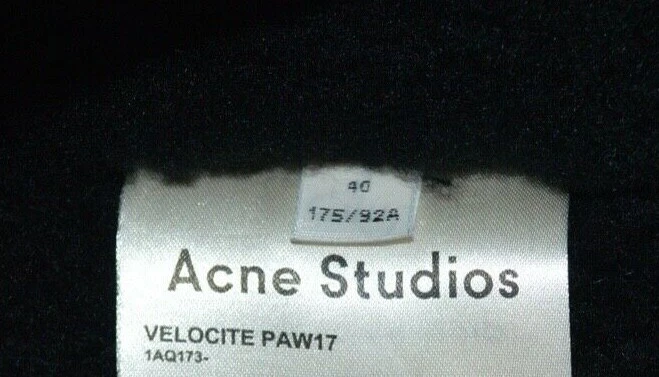 40
175/92A
Acne Studios
VELOCITE PAW17
1AQ173-